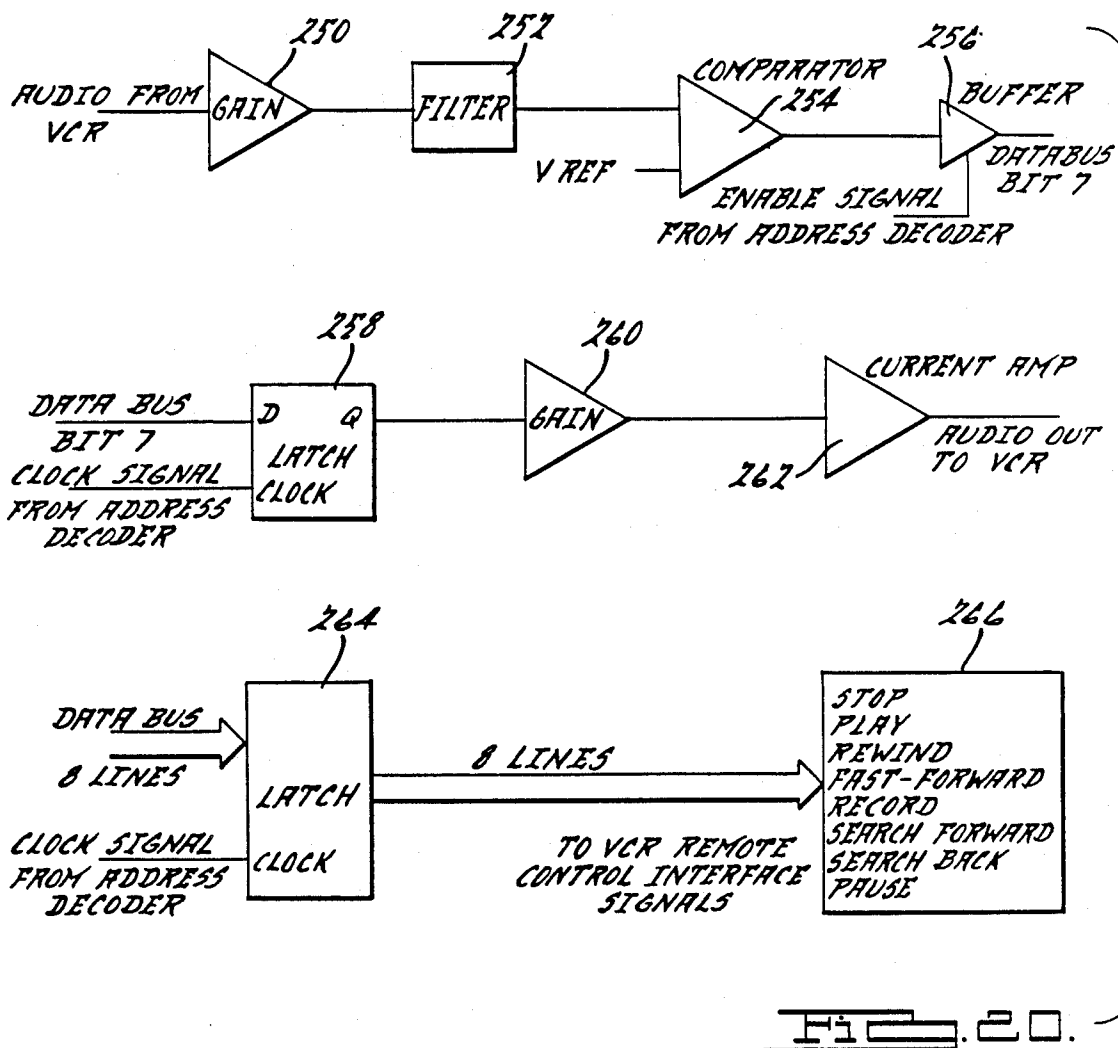 250
252
256
AUDIO FROM
VCR
GAIN
FILTER
COMPARATOR
254
BUFFER
V REF
DATABUS
BIT 7
ENABLE SIGNAL
FROM ADDRESS DECODER
258
260
CURRENT AMP
DATA BUS
BIT 7
D Q
LATCH
CLOCK
GAIN
262
AUDIO OUT
TO VCR
CLOCK SIGNAL
FROM ADDRESS
DECODER
264
266
DATA BUS
8 LINES
LATCH
CLOCK
8 LINES
CLOCK SIGNAL
FROM ADDRESS
DECODER
TO VCR REMOTE
CONTROL INTERFACE
SIGNALS
STOP
PLAY
REWIND
FAST-FORWARD
RECORD
SEARCH FORWARD
SEARCH BACK
PAUSE
Fig. 20.